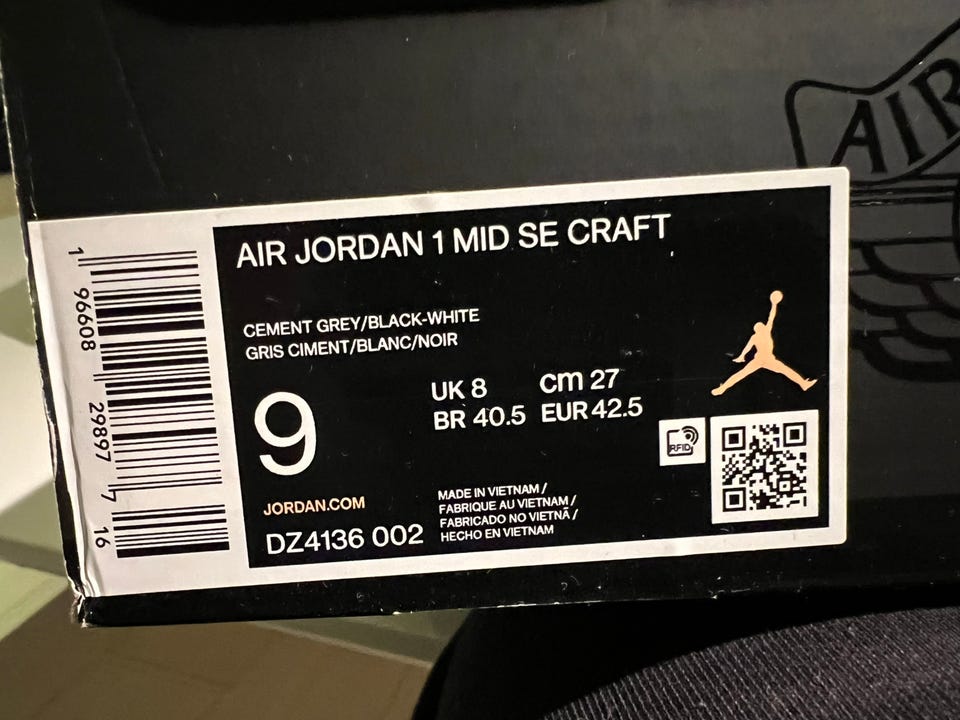 AIR
AIR JORDAN 1 MID SE CRAFT
CEMENT GREY/BLACK-WHITE
GRIS CIMENT/BLANC/NOIR
9
UK 8 cm 27
BR 40.5 EUR 42.5
RFID
JORDAN.COM
DZ4136 002
MADE IN VIETNAM /
FABRIQUE AU VIETNAM /
FABRICADO NO VIETNÃ /
HECHO EN VIETNAM
1 96608 29897 7 16